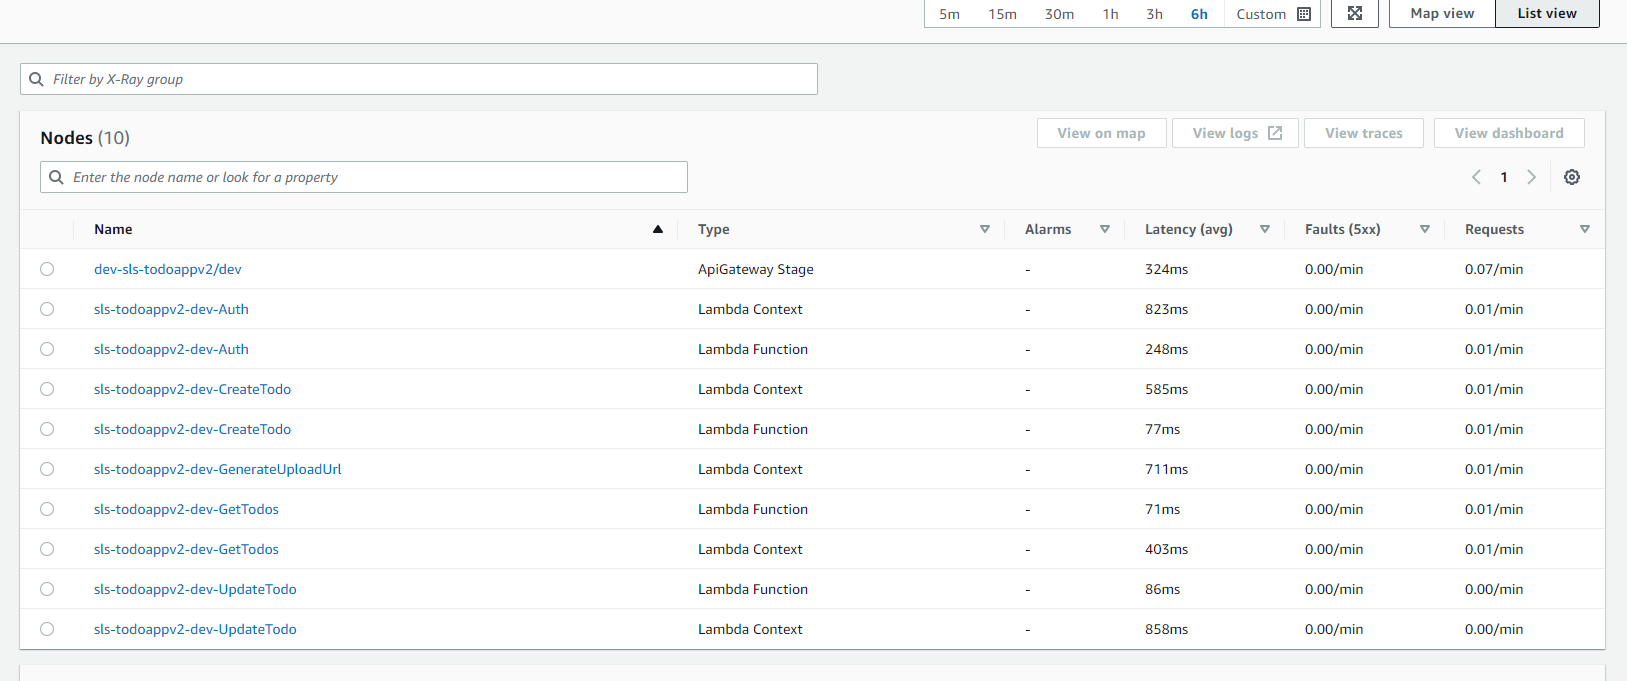 5m 15m 30m 1h 3h 6h Custom Map view List view
Filter by X-Ray group
Nodes (10) View on map View logs View traces View dashboard
Enter the node name or look for a property 1
Name Type Alarms Latency (avg) Faults (5xx) Requests
dev-sls-todoappv2/dev ApiGateway Stage - 324ms 0.00/min 0.07/min
sls-todoappv2-dev-Auth Lambda Context - 823ms 0.00/min 0.01/min
sls-todoappv2-dev-Auth Lambda Function - 248ms 0.00/min 0.01/min
sls-todoappv2-dev-CreateTodo Lambda Context - 585ms 0.00/min 0.01/min
sls-todoappv2-dev-CreateTodo Lambda Function - 77ms 0.00/min 0.01/min
sls-todoappv2-dev-GenerateUploadUrl Lambda Context - 711ms 0.00/min 0.01/min
sls-todoappv2-dev-GetTodos Lambda Function - 71ms 0.00/min 0.01/min
sls-todoappv2-dev-GetTodos Lambda Context - 403ms 0.00/min 0.01/min
sls-todoappv2-dev-UpdateTodo Lambda Function - 86ms 0.00/min 0.00/min
sls-todoappv2-dev-UpdateTodo Lambda Context - 858ms 0.00/min 0.00/min